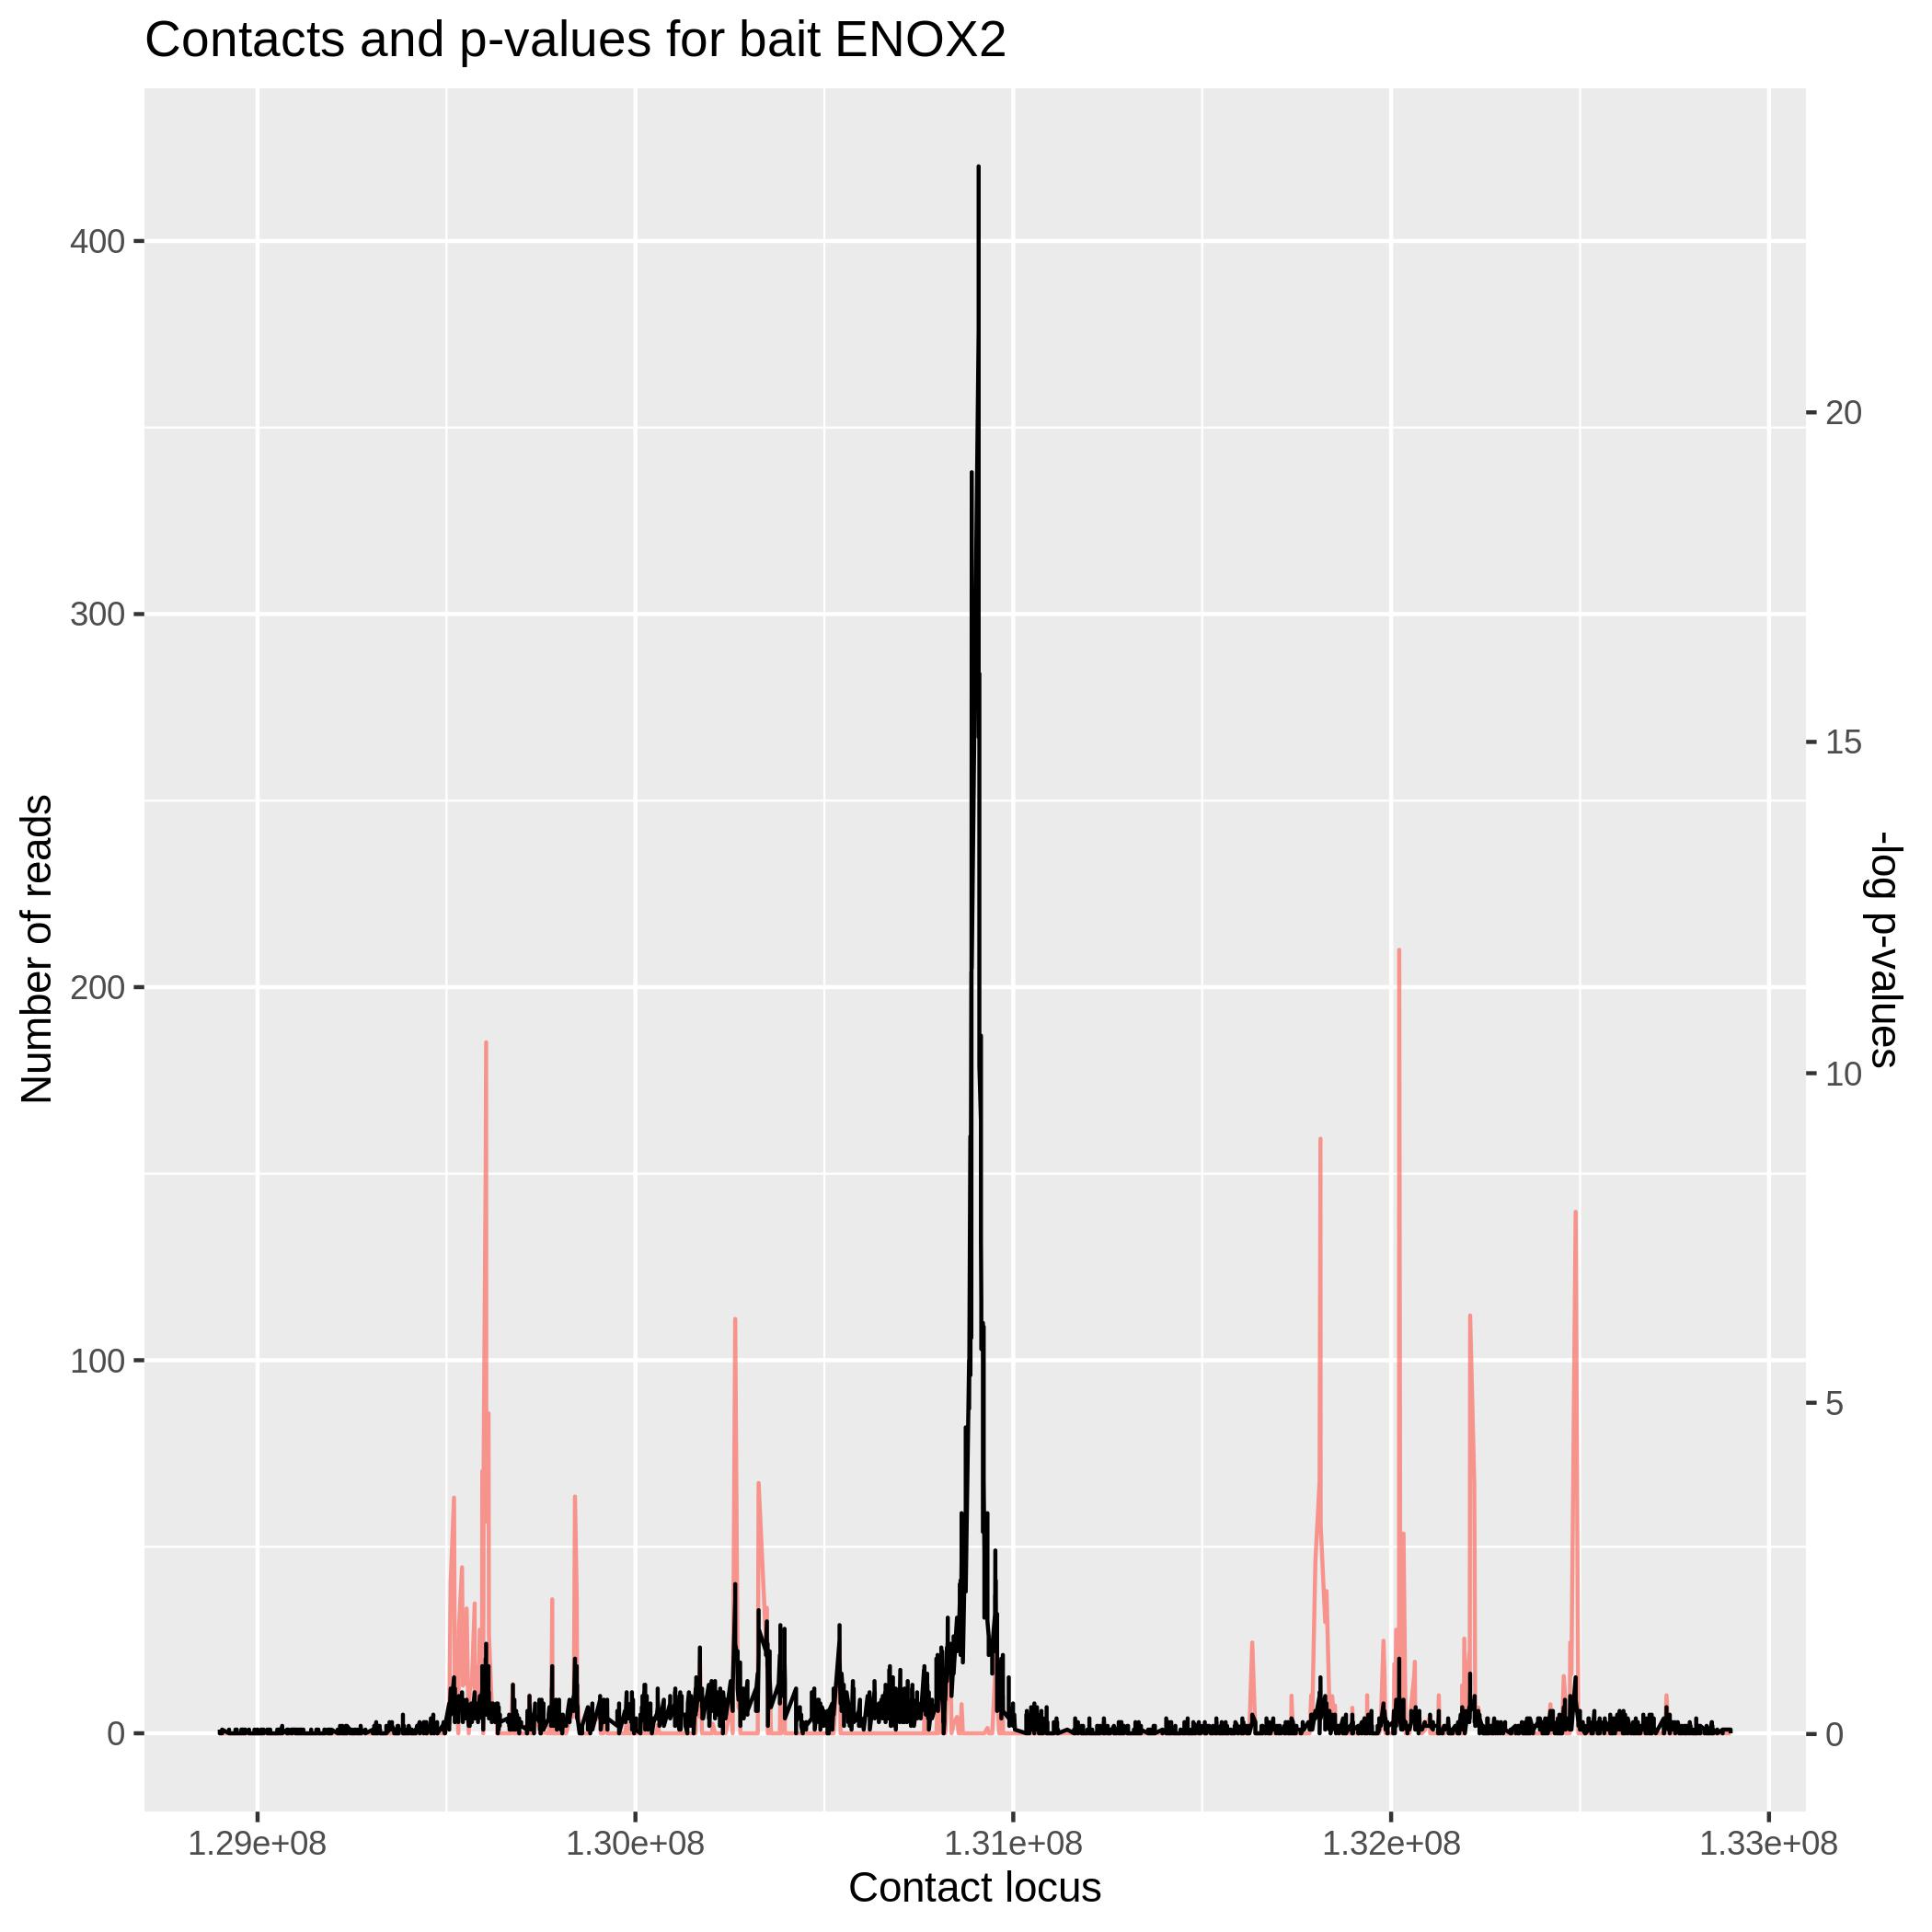 Contacts and p-values for bait ENOX2
400
300
200
100
0
Number of reads
20
15
10
5
0
-log p-values
1.29e+08
1.30e+08
1.31e+08
1.32e+08
1.33e+08
Contact locus